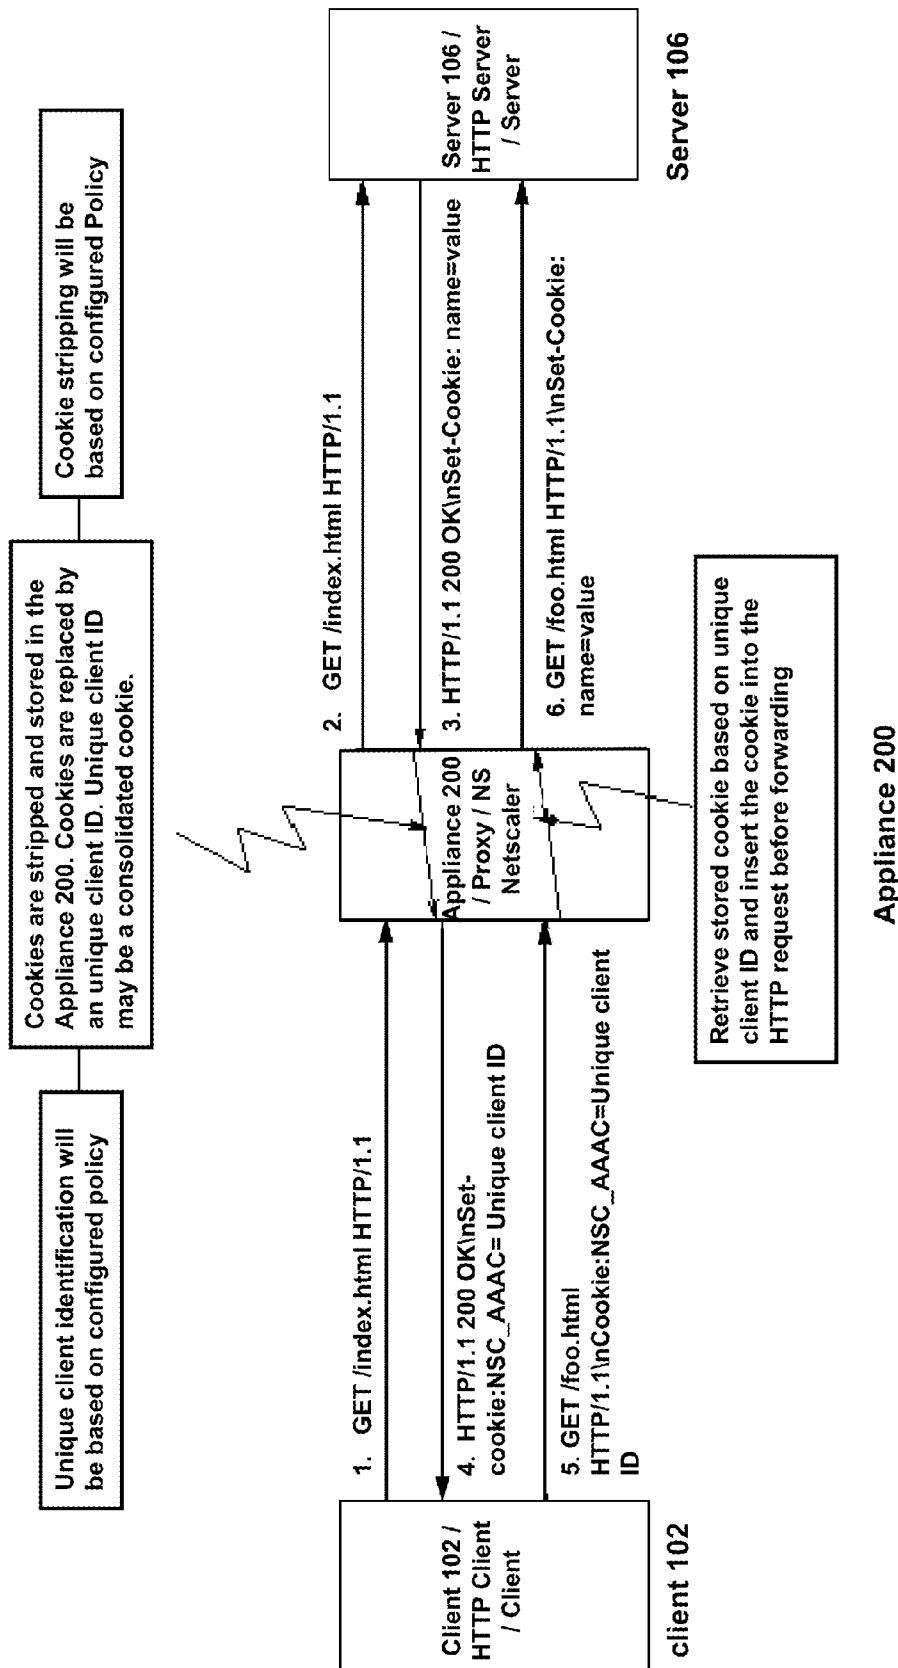 Unique client identification will
be based on configured policy
Cookies are stripped and stored in the
Appliance 200. Cookies are replaced by
an unique client ID. Unique client ID
may be a consolidated cookie.
Cookie stripping will be
based on configured Policy
1. GET /index.html HTTP/1.1
2. GET /index.html HTTP/1.1
3. HTTP/1.1 200 OK\nSet-Cookie: name=value
4. HTTP/1.1 200 OK\nSet-
cookie:NSC_AAAC= Unique client ID
5. GET /foo.html
HTTP/1.1\nCookie:NSC_AAAC=Unique client
ID
6. GET /foo.html HTTP/1.1\nSet-Cookie:
name=value
Client 102 /
HTTP Client
/ Client
Appliance 200
/ Proxy / NS
Netscaler
Server 106 /
HTTP Server
/ Server
client 102
Retrieve stored cookie based on unique
client ID and insert the cookie into the
HTTP request before forwarding
Server 106
Appliance 200